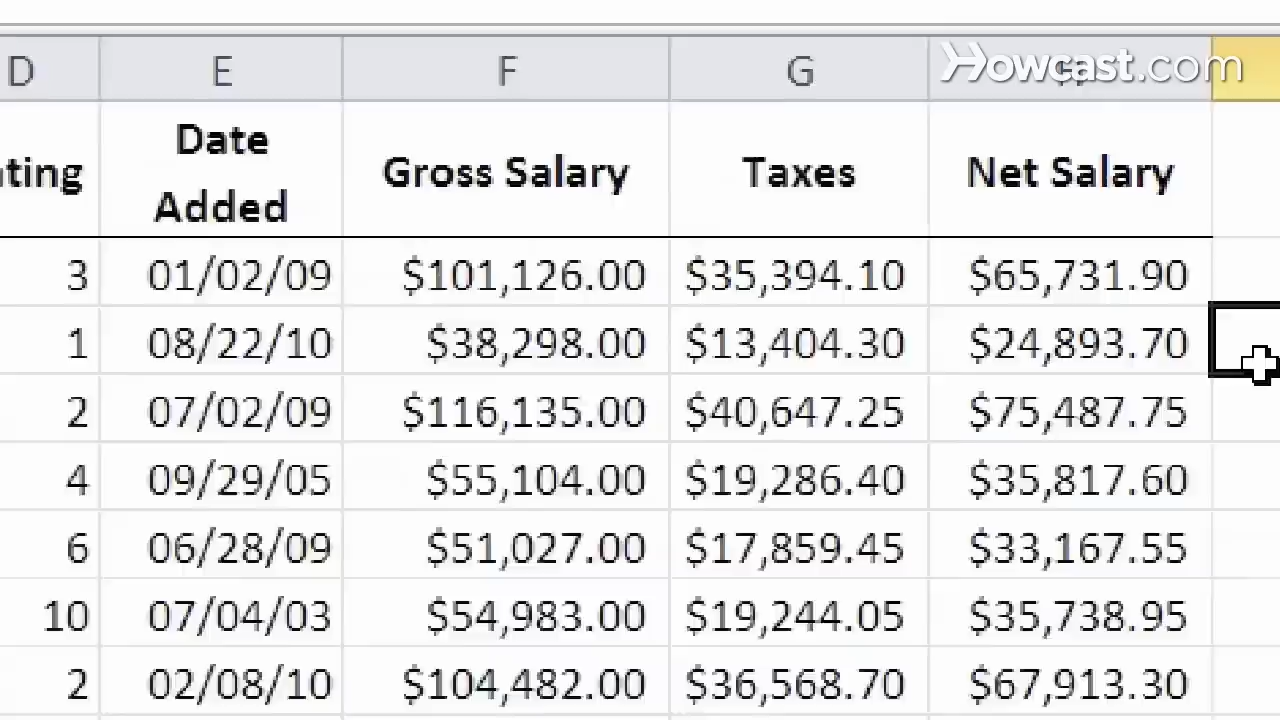 Howcast.com
D E F G H
ating Date Added Gross Salary Taxes Net Salary
3 01/02/09 $101,126.00 $35,394.10 $65,731.90
1 08/22/10 $38,298.00 $13,404.30 $24,893.70
2 07/02/09 $116,135.00 $40,647.25 $75,487.75
4 09/29/05 $55,104.00 $19,286.40 $35,817.60
6 06/28/09 $51,027.00 $17,859.45 $33,167.55
10 07/04/03 $54,983.00 $19,244.05 $35,738.95
2 02/08/10 $104,482.00 $36,568.70 $67,913.30